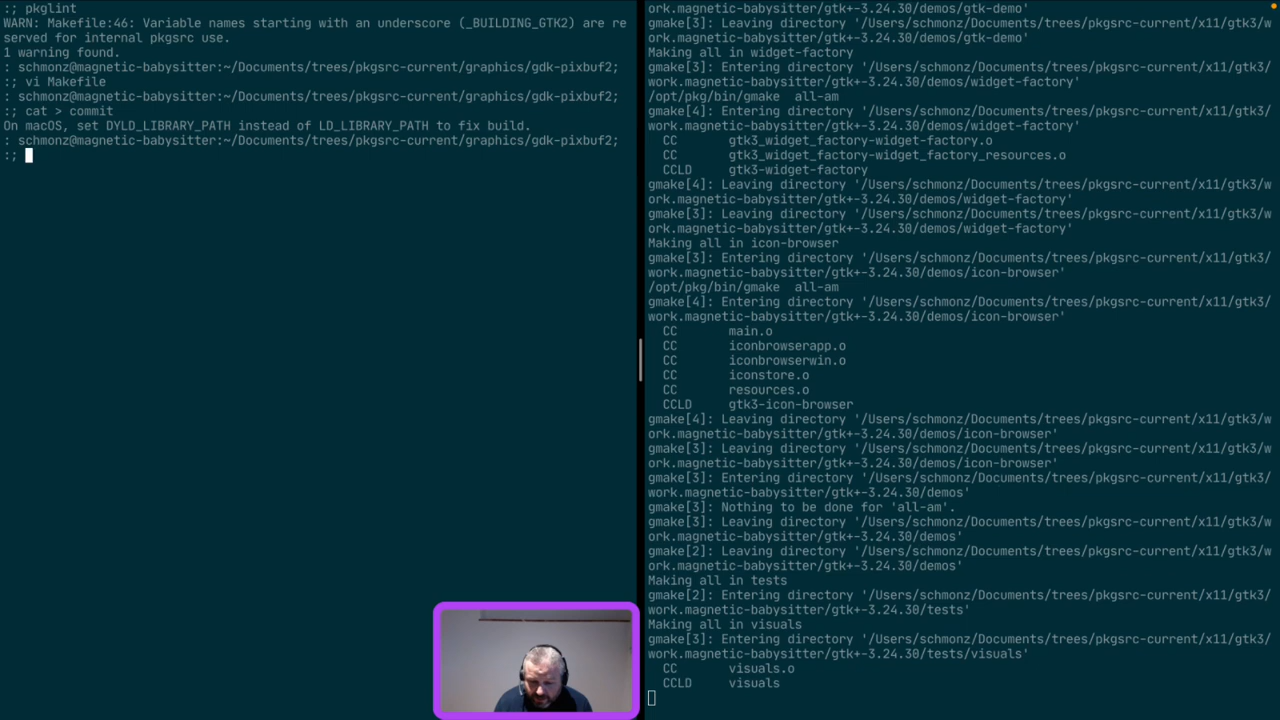 :; pkglint
WARN: Makefile:46: Variable names starting with an underscore (_BUILDING_GTK2) are re
served for internal pkgsrc use.
1 warning found.
: schmonz@magnetic-babysitter:~/Documents/trees/pkgsrc-current/graphics/gdk-pixbuf2;
:; vi Makefile
: schmonz@magnetic-babysitter:~/Documents/trees/pkgsrc-current/graphics/gdk-pixbuf2;
:; cat > commit
On macOS, set DYLD_LIBRARY_PATH instead of LD_LIBRARY_PATH to fix build.
: schmonz@magnetic-babysitter:~/Documents/trees/pkgsrc-current/graphics/gdk-pixbuf2;
:;
ork.magnetic-babysitter/gtk+-3.24.30/demos/gtk-demo'
gmake[3]: Leaving directory '/Users/schmonz/Documents/trees/pkgsrc-current/x11/gtk3/w
ork.magnetic-babysitter/gtk+-3.24.30/demos/gtk-demo'
Making all in widget-factory
gmake[3]: Entering directory '/Users/schmonz/Documents/trees/pkgsrc-current/x11/gtk3/
work.magnetic-babysitter/gtk+-3.24.30/demos/widget-factory'
/opt/pkg/bin/gmake  all-am
gmake[4]: Entering directory '/Users/schmonz/Documents/trees/pkgsrc-current/x11/gtk3/
work.magnetic-babysitter/gtk+-3.24.30/demos/widget-factory'
  CC       gtk3_widget_factory-widget-factory.o
  CC       gtk3_widget_factory-widget_factory_resources.o
  CCLD     gtk3-widget-factory
gmake[4]: Leaving directory '/Users/schmonz/Documents/trees/pkgsrc-current/x11/gtk3/w
ork.magnetic-babysitter/gtk+-3.24.30/demos/widget-factory'
gmake[3]: Leaving directory '/Users/schmonz/Documents/trees/pkgsrc-current/x11/gtk3/w
ork.magnetic-babysitter/gtk+-3.24.30/demos/widget-factory'
Making all in icon-browser
gmake[3]: Entering directory '/Users/schmonz/Documents/trees/pkgsrc-current/x11/gtk3/
work.magnetic-babysitter/gtk+-3.24.30/demos/icon-browser'
/opt/pkg/bin/gmake  all-am
gmake[4]: Entering directory '/Users/schmonz/Documents/trees/pkgsrc-current/x11/gtk3/
work.magnetic-babysitter/gtk+-3.24.30/demos/icon-browser'
  CC       main.o
  CC       iconbrowserapp.o
  CC       iconbrowserwin.o
  CC       iconstore.o
  CC       resources.o
  CCLD     gtk3-icon-browser
gmake[4]: Leaving directory '/Users/schmonz/Documents/trees/pkgsrc-current/x11/gtk3/w
ork.magnetic-babysitter/gtk+-3.24.30/demos/icon-browser'
gmake[3]: Leaving directory '/Users/schmonz/Documents/trees/pkgsrc-current/x11/gtk3/w
ork.magnetic-babysitter/gtk+-3.24.30/demos/icon-browser'
gmake[3]: Entering directory '/Users/schmonz/Documents/trees/pkgsrc-current/x11/gtk3/
work.magnetic-babysitter/gtk+-3.24.30/demos'
gmake[3]: Nothing to be done for 'all-am'.
gmake[3]: Leaving directory '/Users/schmonz/Documents/trees/pkgsrc-current/x11/gtk3/w
ork.magnetic-babysitter/gtk+-3.24.30/demos'
gmake[2]: Leaving directory '/Users/schmonz/Documents/trees/pkgsrc-current/x11/gtk3/w
ork.magnetic-babysitter/gtk+-3.24.30/demos'
Making all in tests
gmake[2]: Entering directory '/Users/schmonz/Documents/trees/pkgsrc-current/x11/gtk3/
work.magnetic-babysitter/gtk+-3.24.30/tests'
Making all in visuals
gmake[3]: Entering directory '/Users/schmonz/Documents/trees/pkgsrc-current/x11/gtk3/
work.magnetic-babysitter/gtk+-3.24.30/tests/visuals'
  CC       visuals.o
  CCLD     visuals